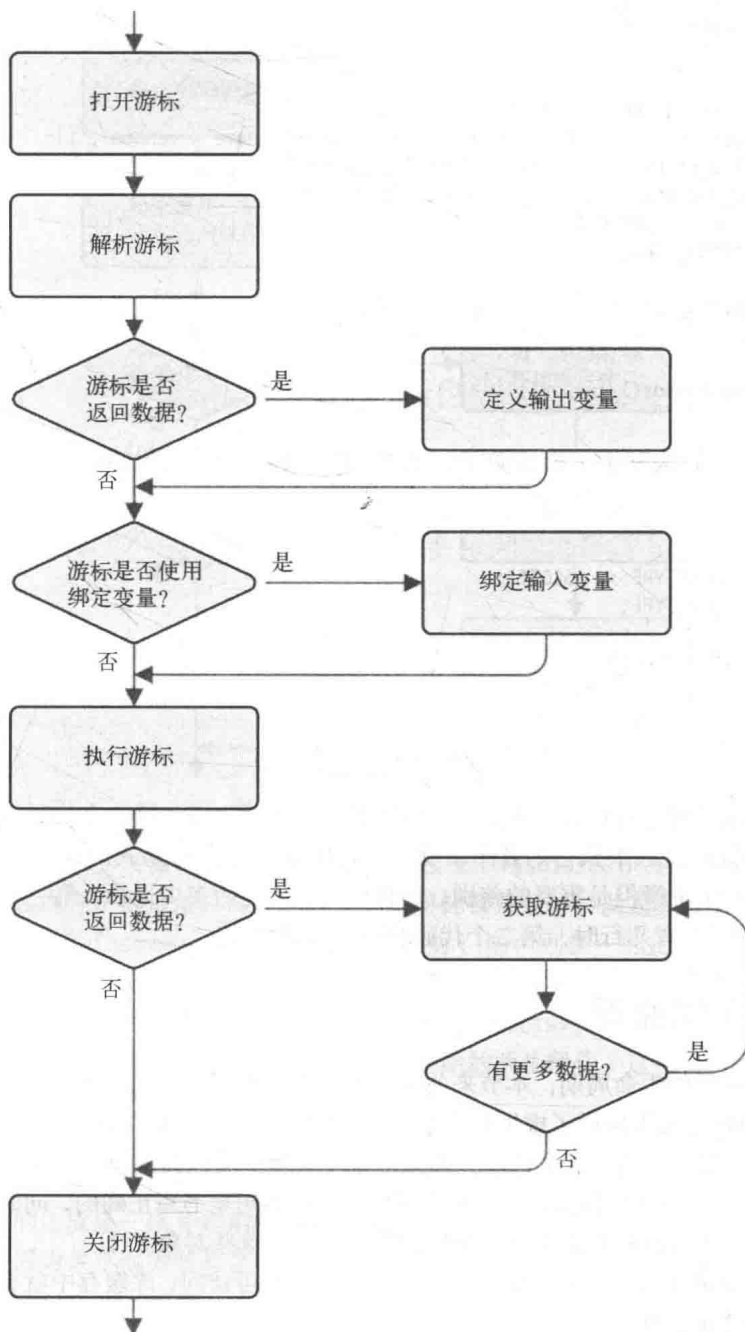 打开游标
解析游标
游标是否
返回数据?
是
定义输出变量
否
游标是否使用
绑定变量?
是
绑定输入变量
否
执行游标
游标是否
返回数据?
是
获取游标
否
有更多数据?
是
否
关闭游标